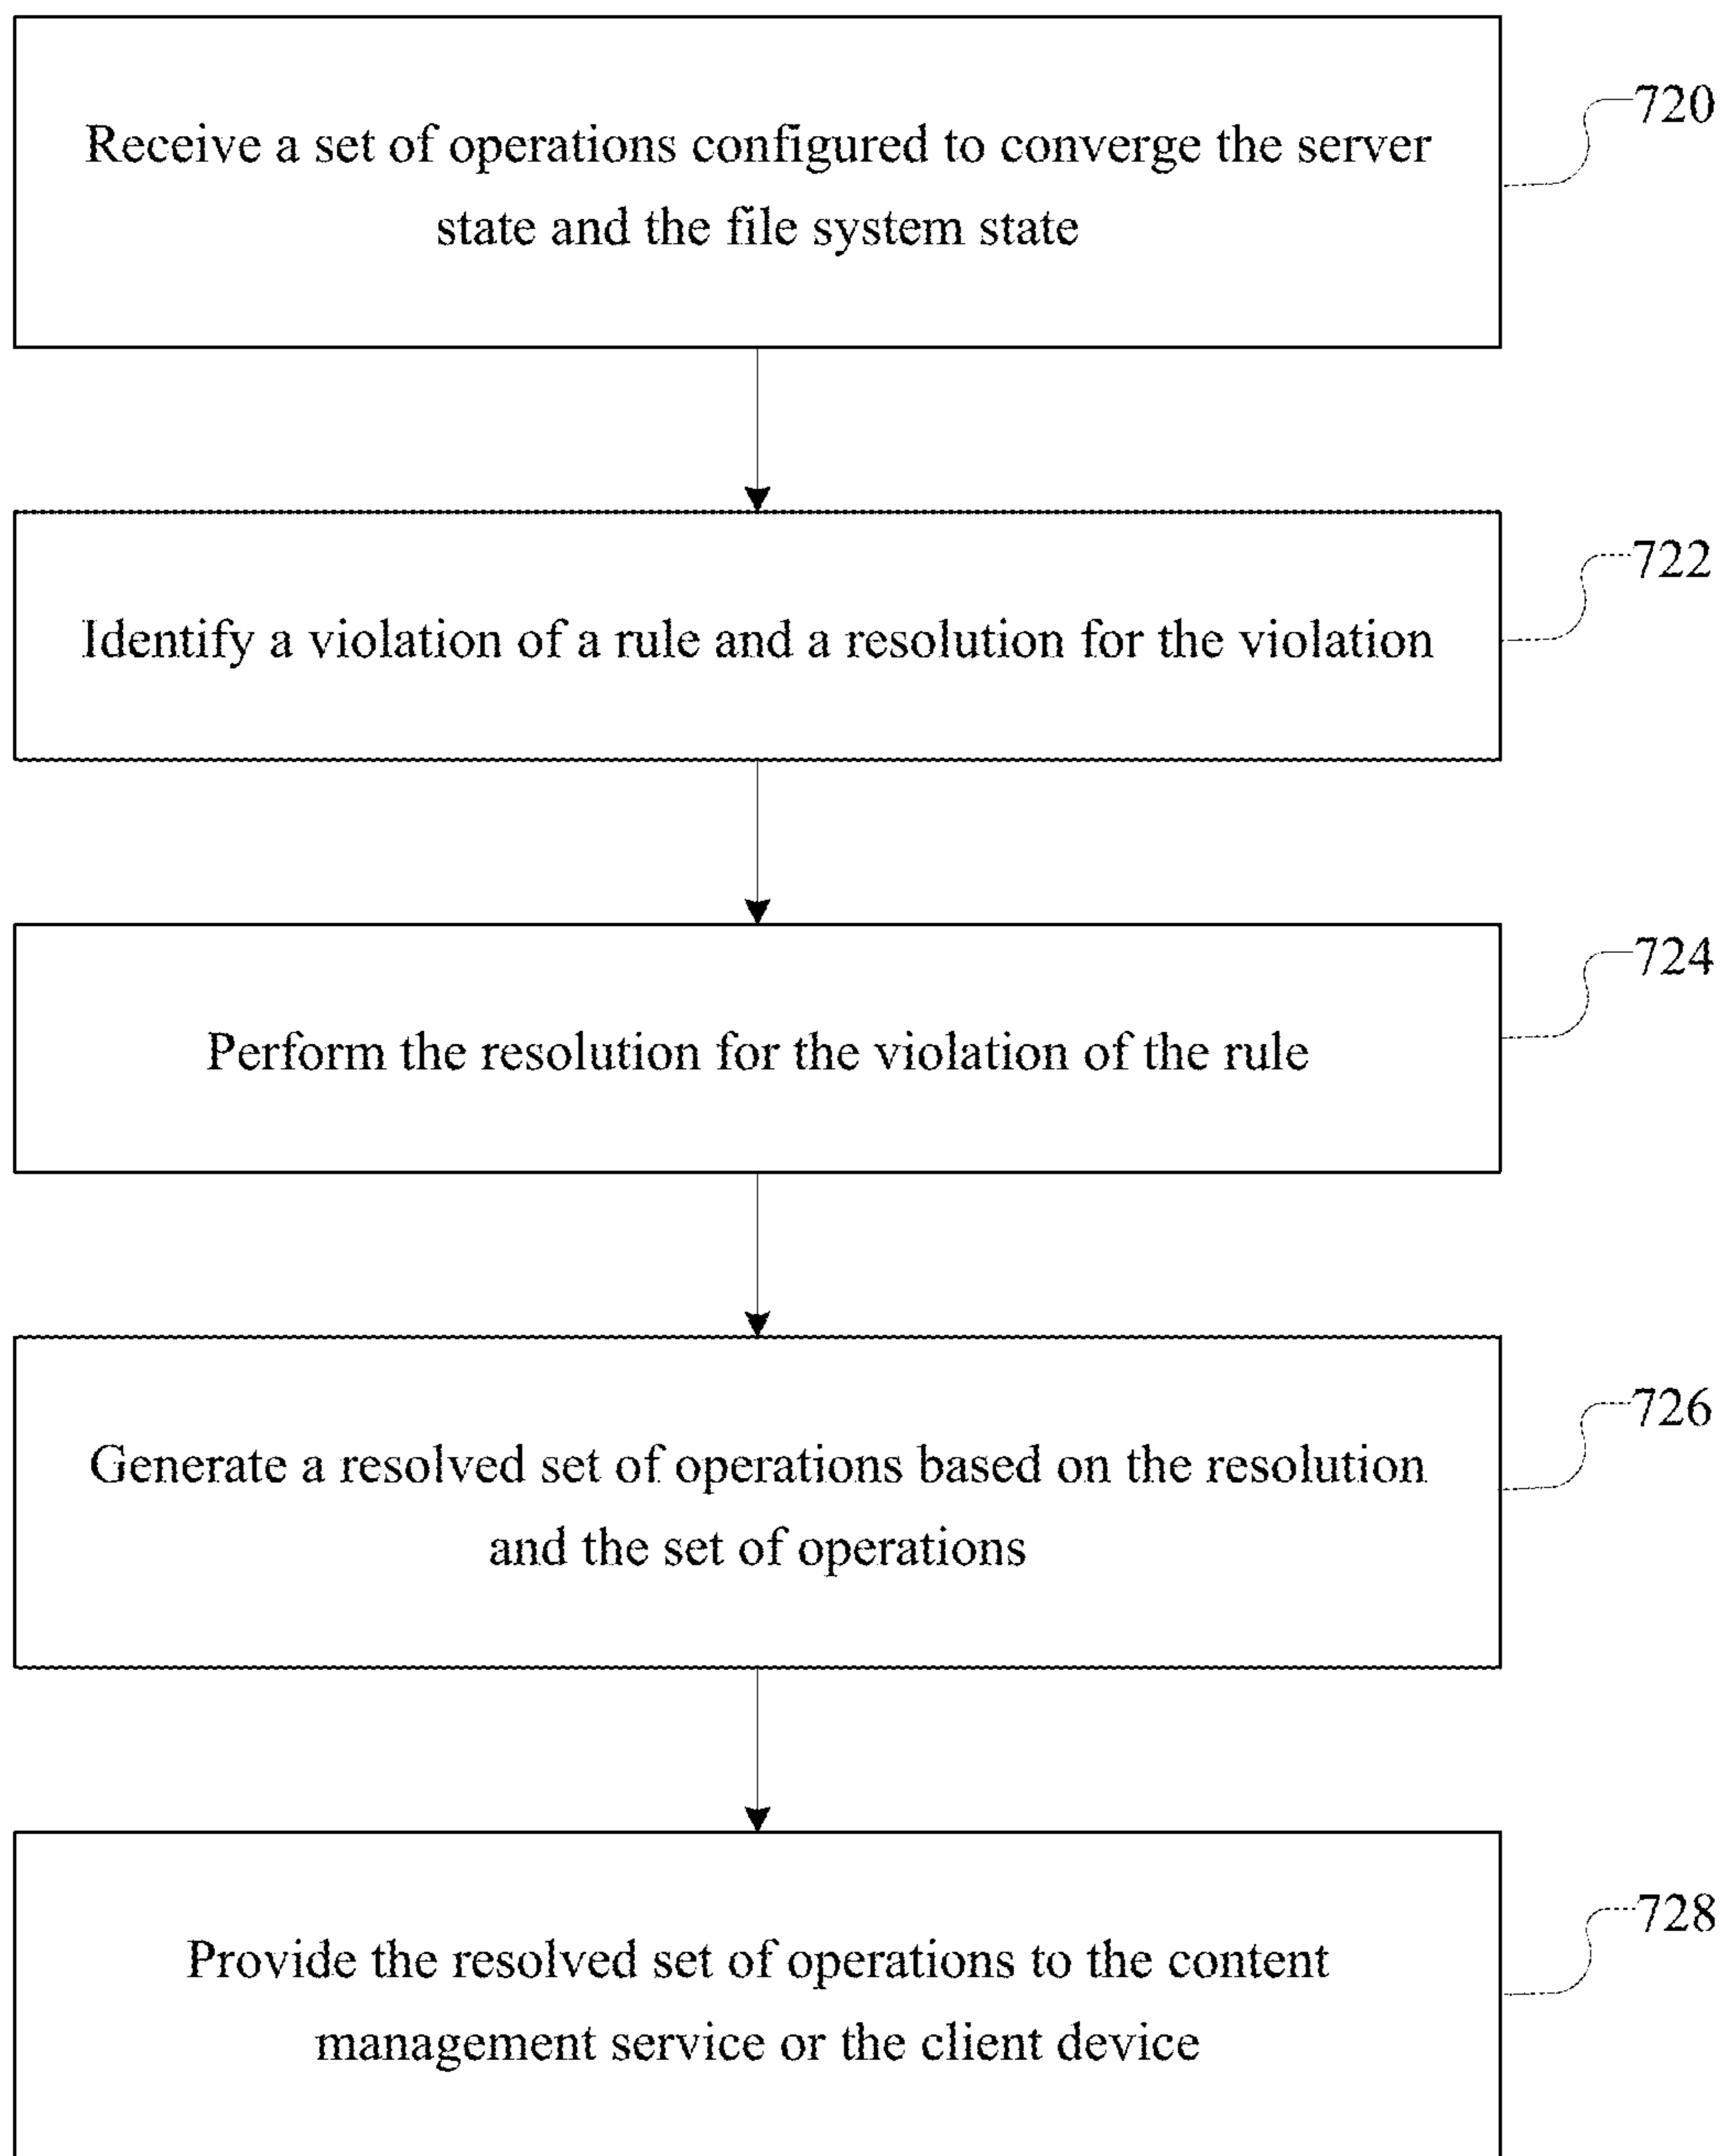 Receive a set of operations configured to converge the server
state and the file system state
720
Identify a violation of a rule and a resolution for the violation
722
Perform the resolution for the violation of the rule
724
Generate a resolved set of operations based on the resolution
and the set of operations
726
Provide the resolved set of operations to the content
management service or the client device
728